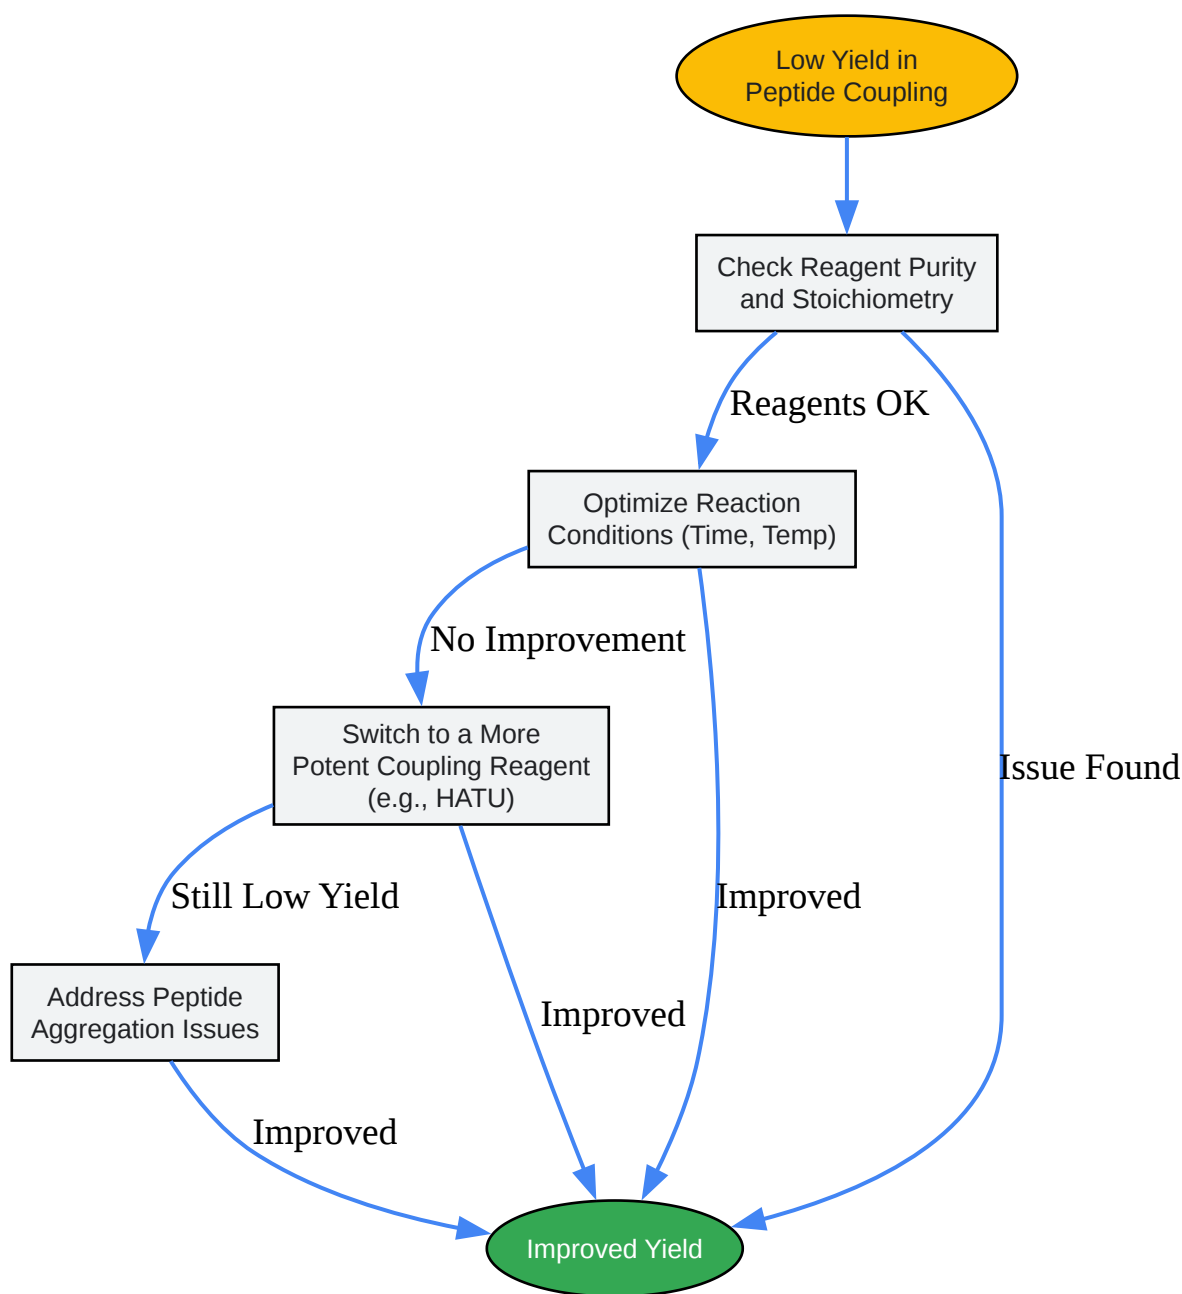 Low Yield in
Peptide Coupling
Check Reagent Purity
and Stoichiometry
Reagents OK
Optimize Reaction
Conditions (Time, Temp)
No Improvement
Switch to a More
Potent Coupling Reagent
(e.g., HATU)
Issue Found
Still Low Yield
Improved
Address Peptide
Aggregation Issues
Improved
Improved
Improved Yield